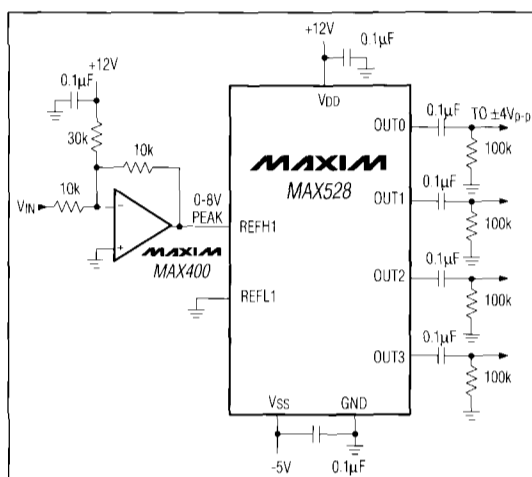 +12V
0.1μF
+12V
0.1μF
30k
10k
10k
VIN
0-8V
PEAK
MAXIM
MAX400
VDD
MAXIM
MAX528
REFH1
REFL1
VSS
GND
-5V
0.1μF
OUT0
0.1μF
TO ±4Vp-p
100k
OUT1
0.1μF
100k
OUT2
0.1μF
100k
OUT3
0.1μF
100k